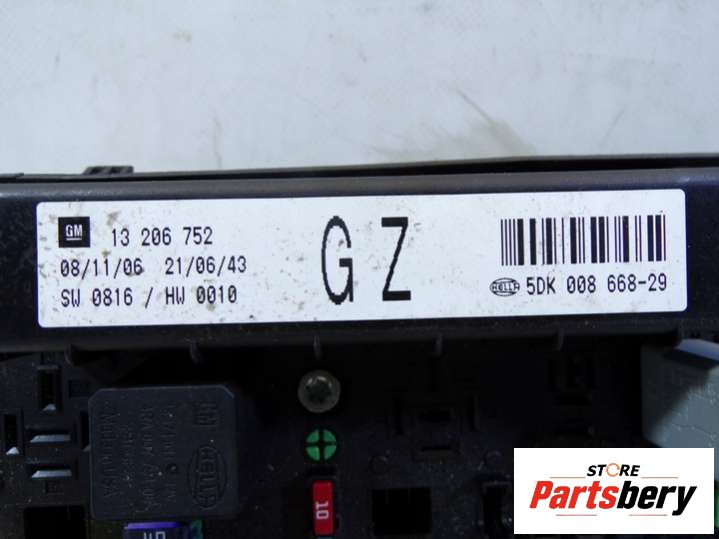 GM 13 206 752
08/11/06 21/06/43
SW 0816 / HW 0010
G Z
HELLA 5DK 008 668-29
HELLA
10
STORE
Partsbery